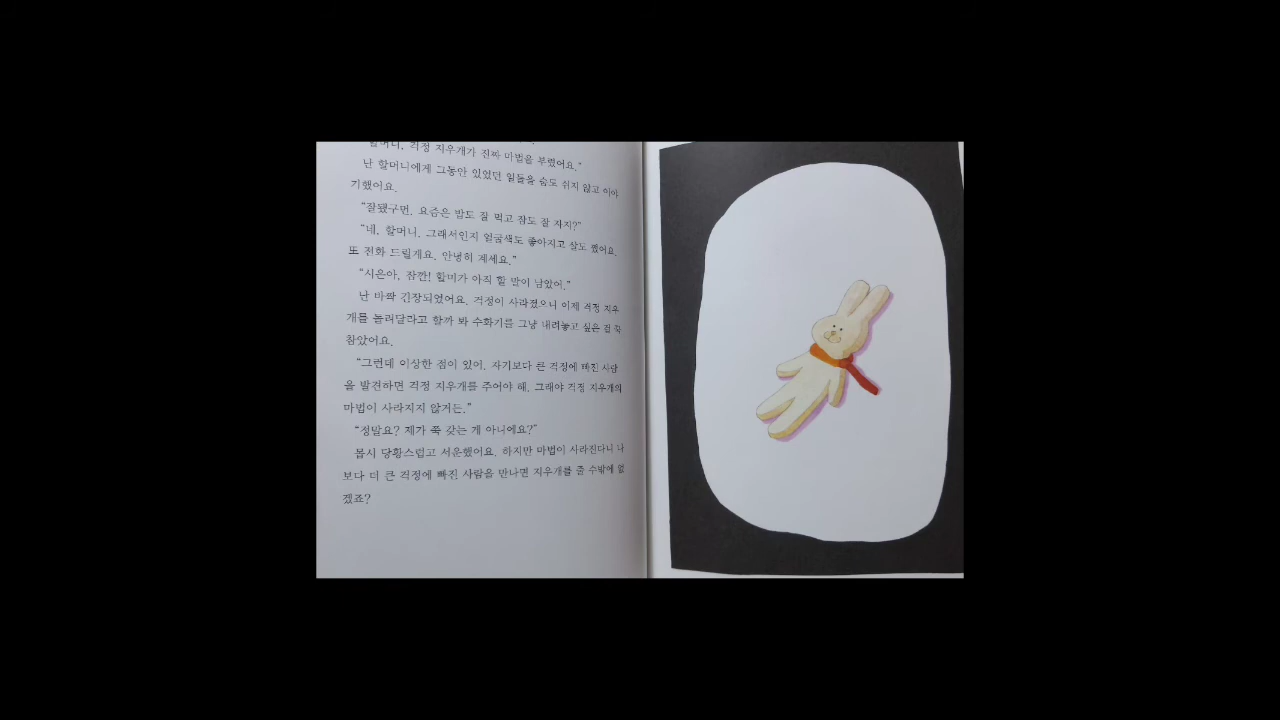 할머니, 걱정 지우개가 진짜 마법을 부렸어요."
난 할머니에게 그동안 있었던 일들을 숨도 쉬지 않고 이야
기했어요.
"잘됐구먼. 요즘은 밥도 잘 먹고 잠도 잘 자지?"
"네, 할머니. 그래서인지 얼굴색도 좋아지고 살도 쪘어요.
또 전화 드릴게요. 안녕히 계세요."
"시은아, 잠깐! 할미가 아직 할 말이 남았어."
난 바짝 긴장되었어요. 걱정이 사라졌으니 이제 걱정 지우
개를 돌려달라고 할까 봐 수화기를 그냥 내려놓고 싶은 걸 꾹
참았어요.
"그런데 이상한 점이 있어. 자기보다 큰 걱정에 빠진 사람
을 발견하면 걱정 지우개를 주어야 해. 그래야 걱정 지우개의
마법이 사라지지 않거든."
"정말요? 제가 쭉 갖는 게 아니에요?"
몹시 당황스럽고 서운했어요. 하지만 마법이 사라진다니 나
보다 더 큰 걱정에 빠진 사람을 만나면 지우개를 줄 수밖에 없
겠죠?